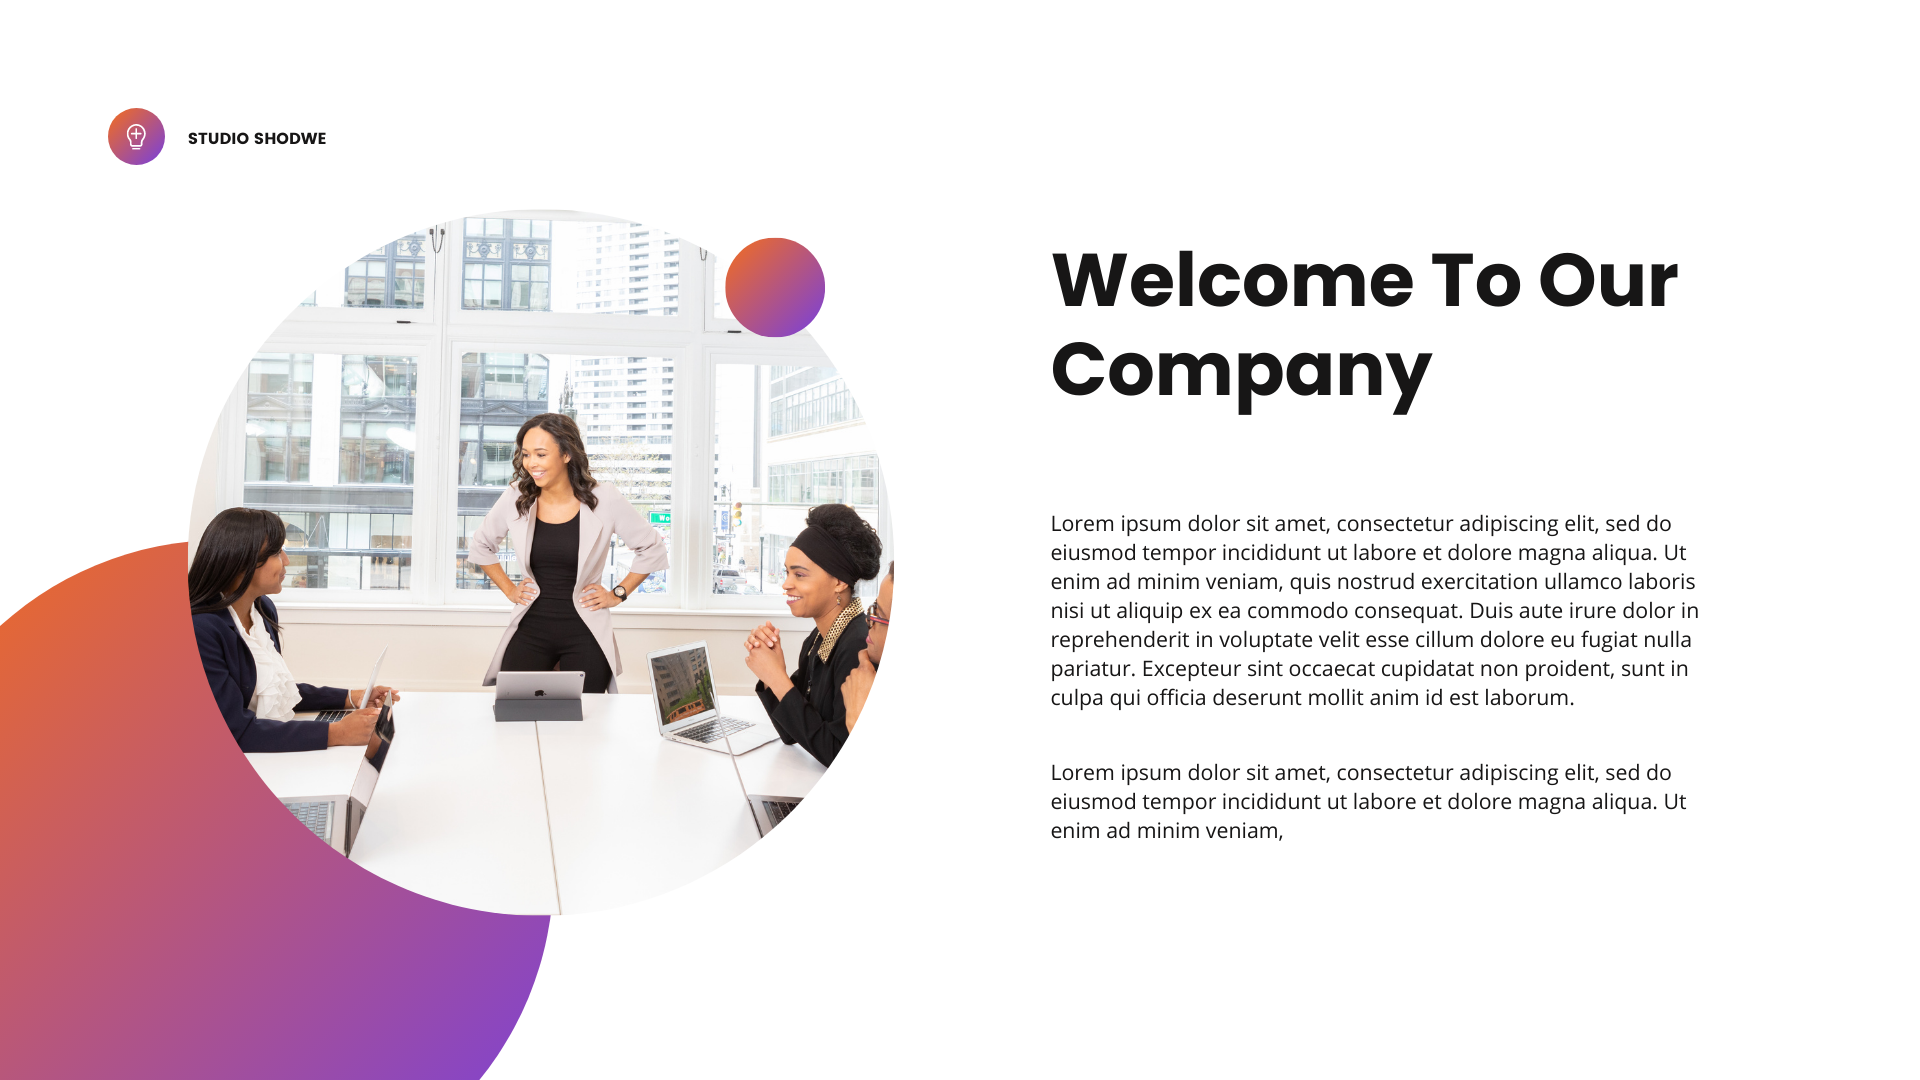 STUDIO SHODWE
Welcome To Our
Company
Lorem ipsum dolor sit amet, consectetur adipiscing elit, sed do
eiusmod tempor incididunt ut labore et dolore magna aliqua. Ut
enim ad minim veniam, quis nostrud exercitation ullamco laboris
nisi ut aliquip ex ea commodo consequat. Duis aute irure dolor in
reprehenderit in voluptate velit esse cillum dolore eu fugiat nulla
pariatur. Excepteur sint occaecat cupidatat non proident, sunt in
culpa qui officia deserunt mollit anim id est laborum.
Lorem ipsum dolor sit amet, consectetur adipiscing elit, sed do
eiusmod tempor incididunt ut labore et dolore magna aliqua. Ut
enim ad minim veniam,